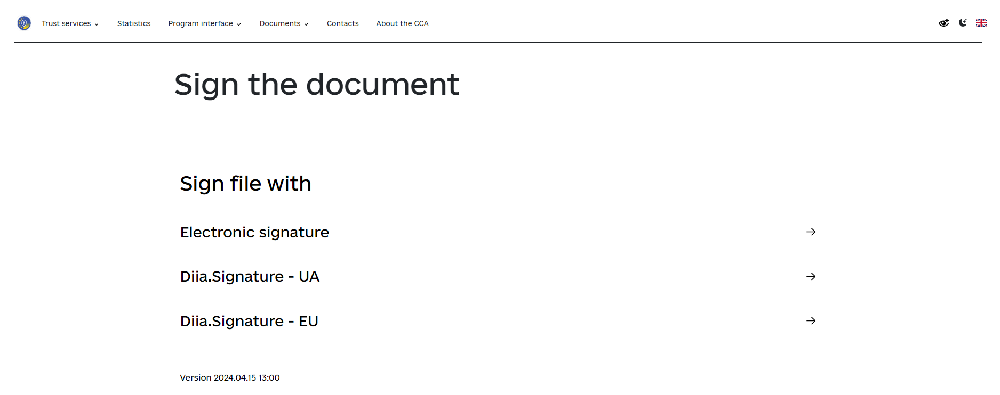 Trust services Statistics Program interface Documents Contacts About the CCA
Sign the document
Sign file with
Electronic signature
Diia.Signature - UA
Diia.Signature - EU
Version 2024.04.15 13:00